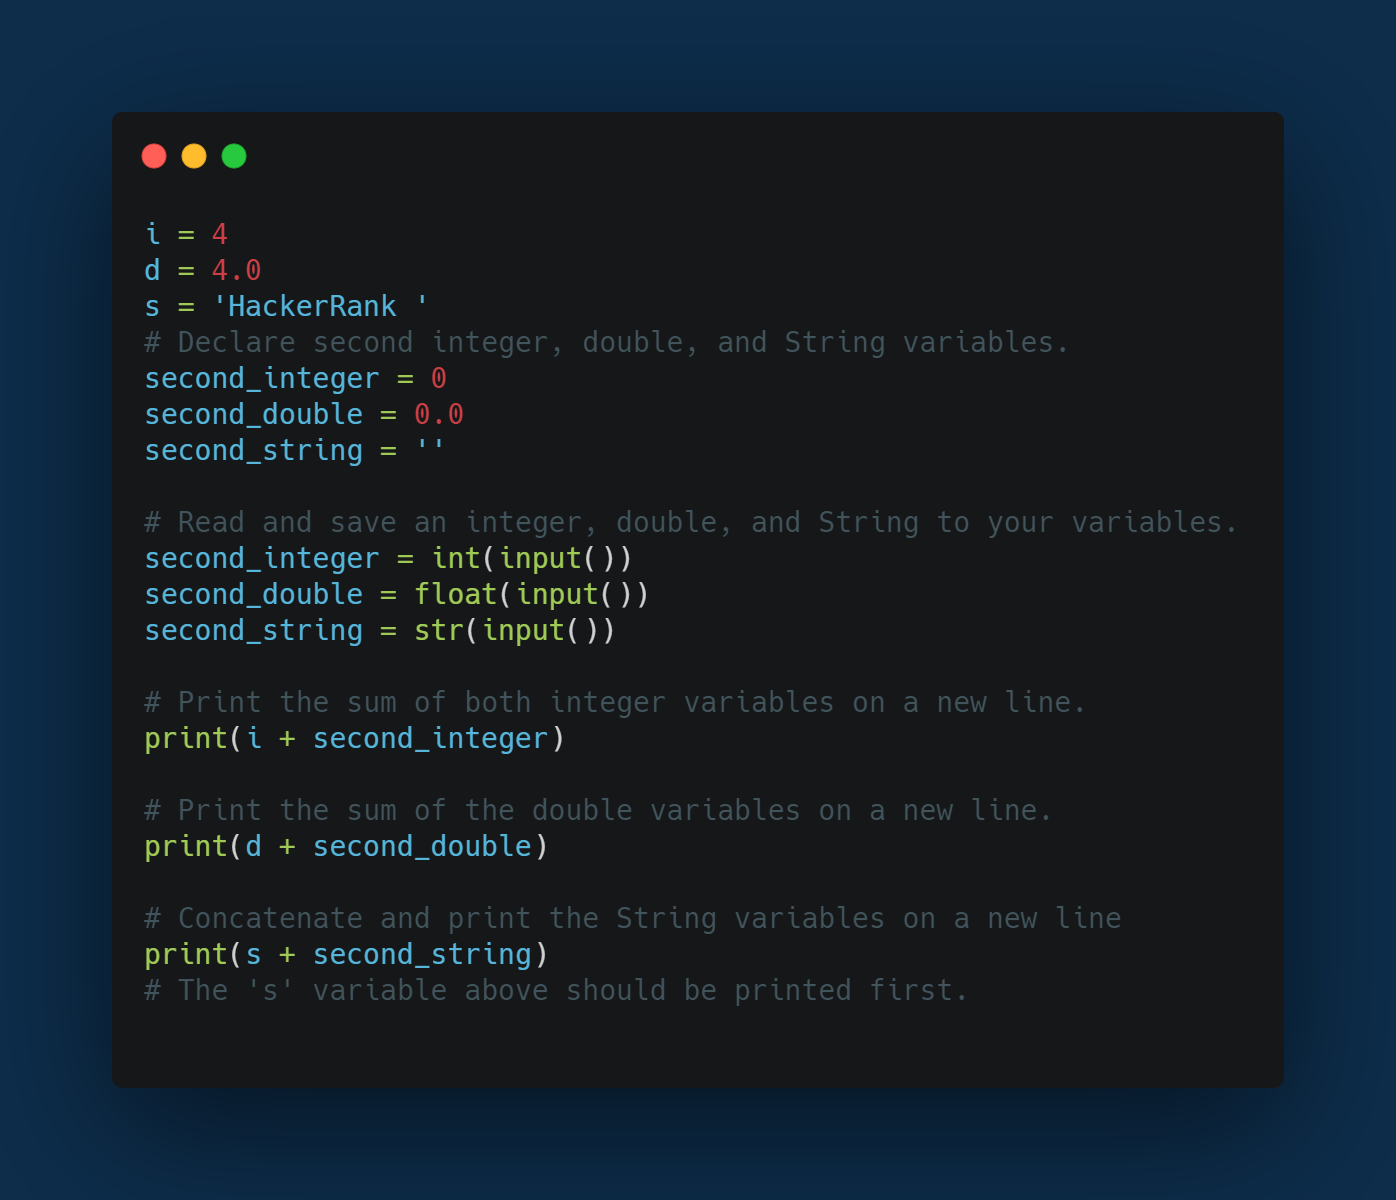 i = 4
d = 4.0
s = 'HackerRank '
# Declare second integer, double, and String variables.
second_integer = 0
second_double = 0.0
second_string = ''
# Read and save an integer, double, and String to your variables.
second_integer = int(input())
second_double = float(input())
second_string = str(input())
# Print the sum of both integer variables on a new line.
print(i + second_integer)
# Print the sum of the double variables on a new line.
print(d + second_double)
# Concatenate and print the String variables on a new line
print(s + second_string)
# The 's' variable above should be printed first.